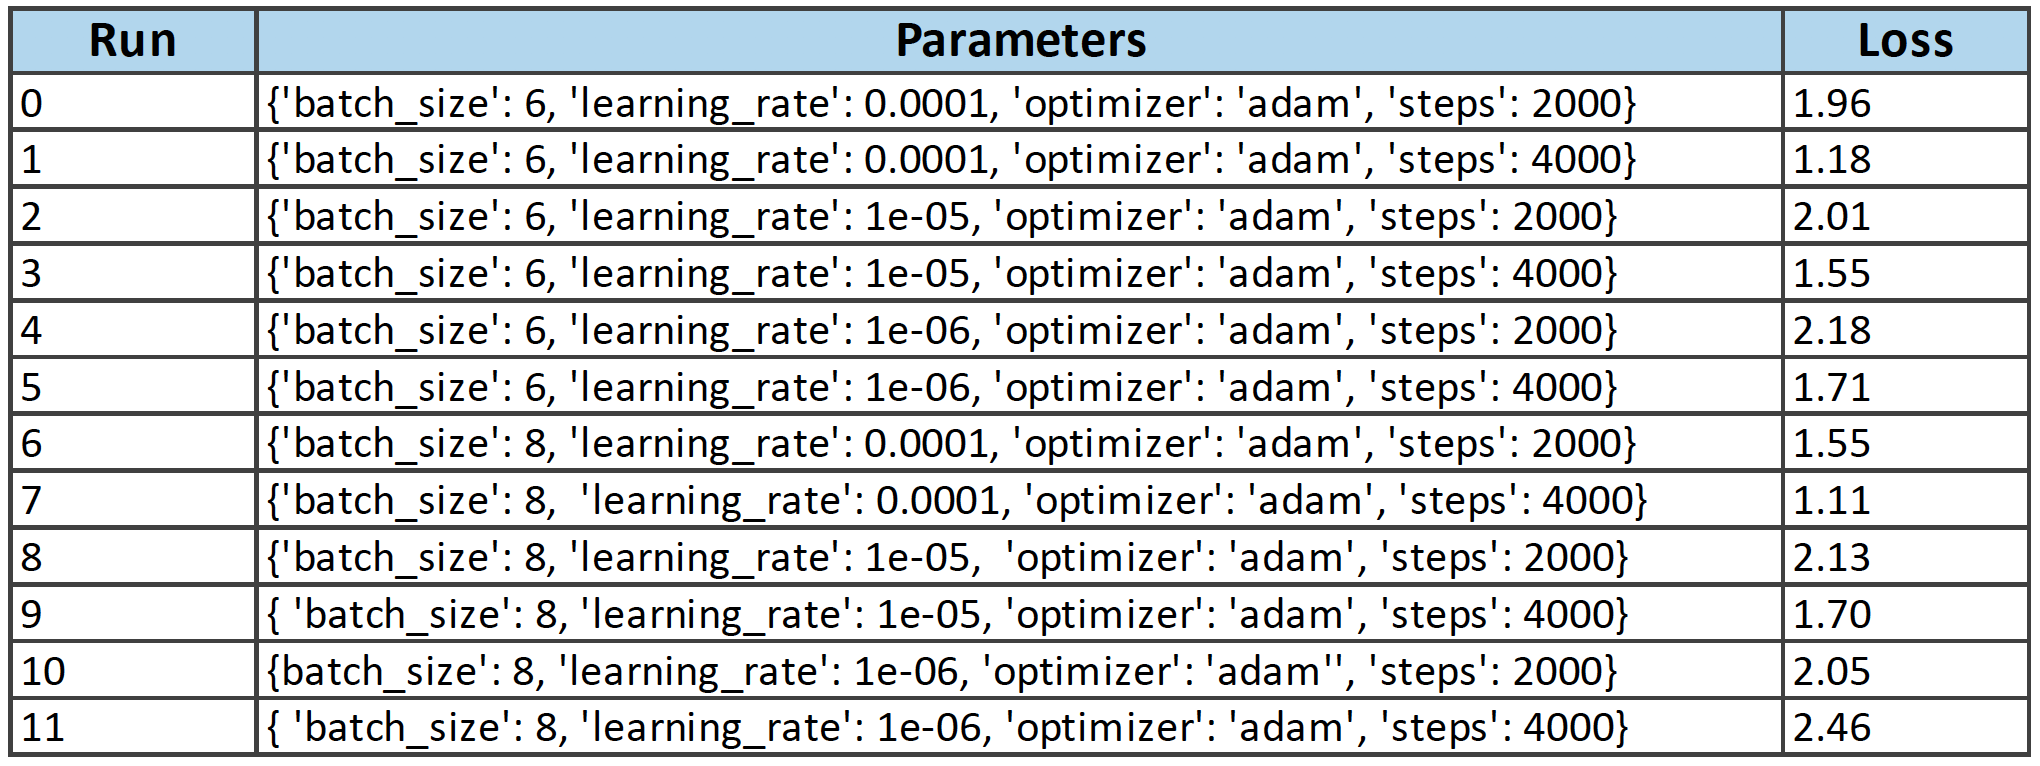 Run Parameters Loss
0 {'batch_size': 6, 'learning_rate': 0.0001, 'optimizer': 'adam', 'steps': 2000} 1.96
1 {'batch_size': 6, 'learning_rate': 0.0001, 'optimizer': 'adam', 'steps': 4000} 1.18
2 {'batch_size': 6, 'learning_rate': 1e-05, 'optimizer': 'adam', 'steps': 2000} 2.01
3 {'batch_size': 6, 'learning_rate': 1e-05, 'optimizer': 'adam', 'steps': 4000} 1.55
4 {'batch_size': 6, 'learning_rate': 1e-06, 'optimizer': 'adam', 'steps': 2000} 2.18
5 {'batch_size': 6, 'learning_rate': 1e-06, 'optimizer': 'adam', 'steps': 4000} 1.71
6 {'batch_size': 8, 'learning_rate': 0.0001, 'optimizer': 'adam', 'steps': 2000} 1.55
7 {'batch_size': 8,  'learning_rate': 0.0001, 'optimizer': 'adam', 'steps': 4000} 1.11
8 {'batch_size': 8, 'learning_rate': 1e-05,  'optimizer': 'adam', 'steps': 2000} 2.13
9 { 'batch_size': 8, 'learning_rate': 1e-05, 'optimizer': 'adam', 'steps': 4000} 1.70
10 {batch_size': 8, 'learning_rate': 1e-06, 'optimizer': 'adam'', 'steps': 2000} 2.05
11 { 'batch_size': 8, 'learning_rate': 1e-06, 'optimizer': 'adam', 'steps': 4000} 2.46